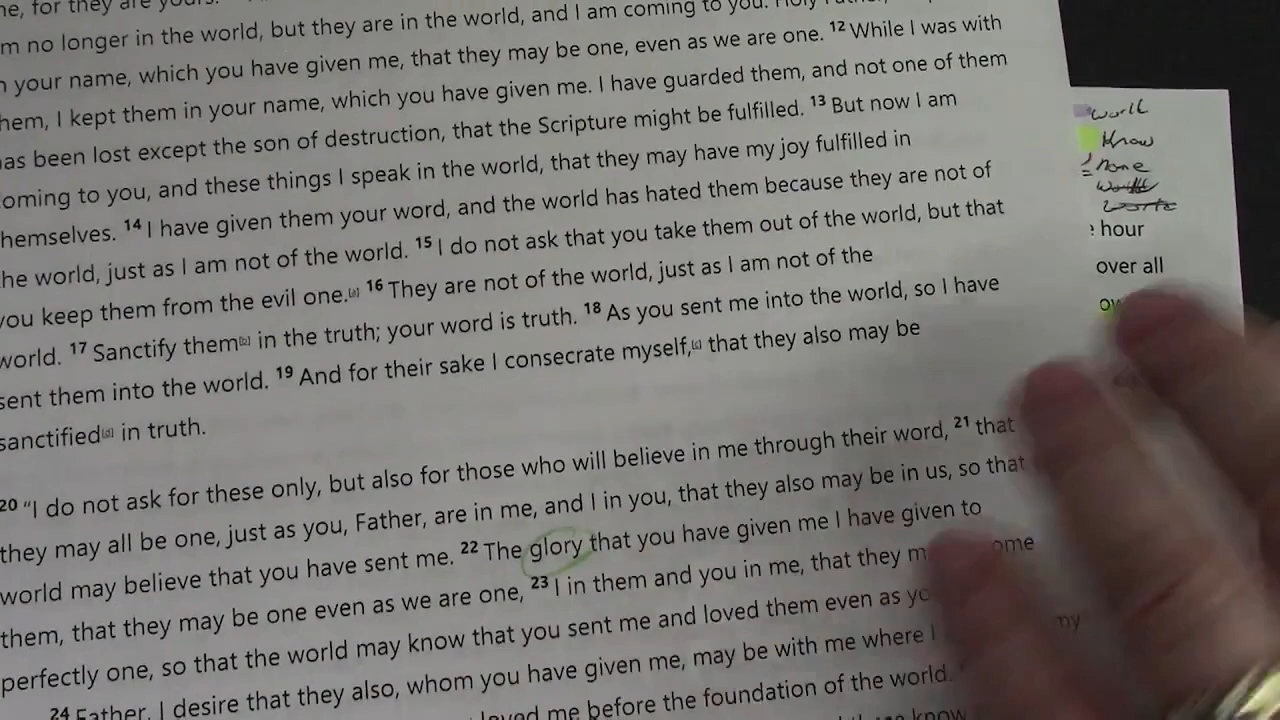 for they are yours.
m no longer in the world, but they are in the world, and I am coming to you. Holy Father,
your name, which you have given me, that they may be one, even as we are one. 12 While I was with
hem, I kept them in your name, which you have given me. I have guarded them, and not one of them
as been lost except the son of destruction, that the Scripture might be fulfilled. 13 But now I am
oming to you, and these things I speak in the world, that they may have my joy fulfilled in
hemselves. 14 I have given them your word, and the world has hated them because they are not of
he world, just as I am not of the world. 15 I do not ask that you take them out of the world, but that
you keep them from the evil one.[a] 16 They are not of the world, just as I am not of the
world. 17 Sanctify them[b] in the truth; your word is truth. 18 As you sent me into the world, so I have
sent them into the world. 19 And for their sake I consecrate myself,[c] that they also may be
sanctified[d] in truth.
20 “I do not ask for these only, but also for those who will believe in me through their word, 21 that
they may all be one, just as you, Father, are in me, and I in you, that they also may be in us, so that
world may believe that you have sent me. 22 The glory that you have given me I have given to
them, that they may be one even as we are one, 23 I in them and you in me, that they m ome
perfectly one, so that the world may know that you sent me and loved them even as yo
24 Father, I desire that they also, whom you have given me, may be with me where I my
loved me before the foundation of the world.
know
world
Know
name
world
hour
over all